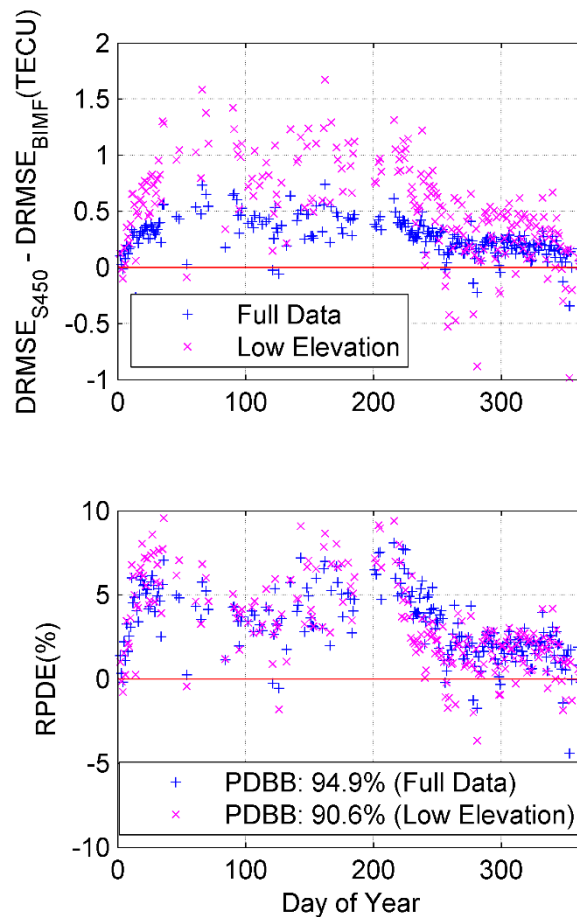 2
1.5
1
0.5
0
-0.5
-1
DRMSE_S450 - DRMSE_BIMF(TECU)
Full Data
Low Elevation
0 100 200 300
10
5
0
-5
-10
RPDE(%)
PDBB: 94.9% (Full Data)
PDBB: 90.6% (Low Elevation)
0 100 200 300
Day of Year